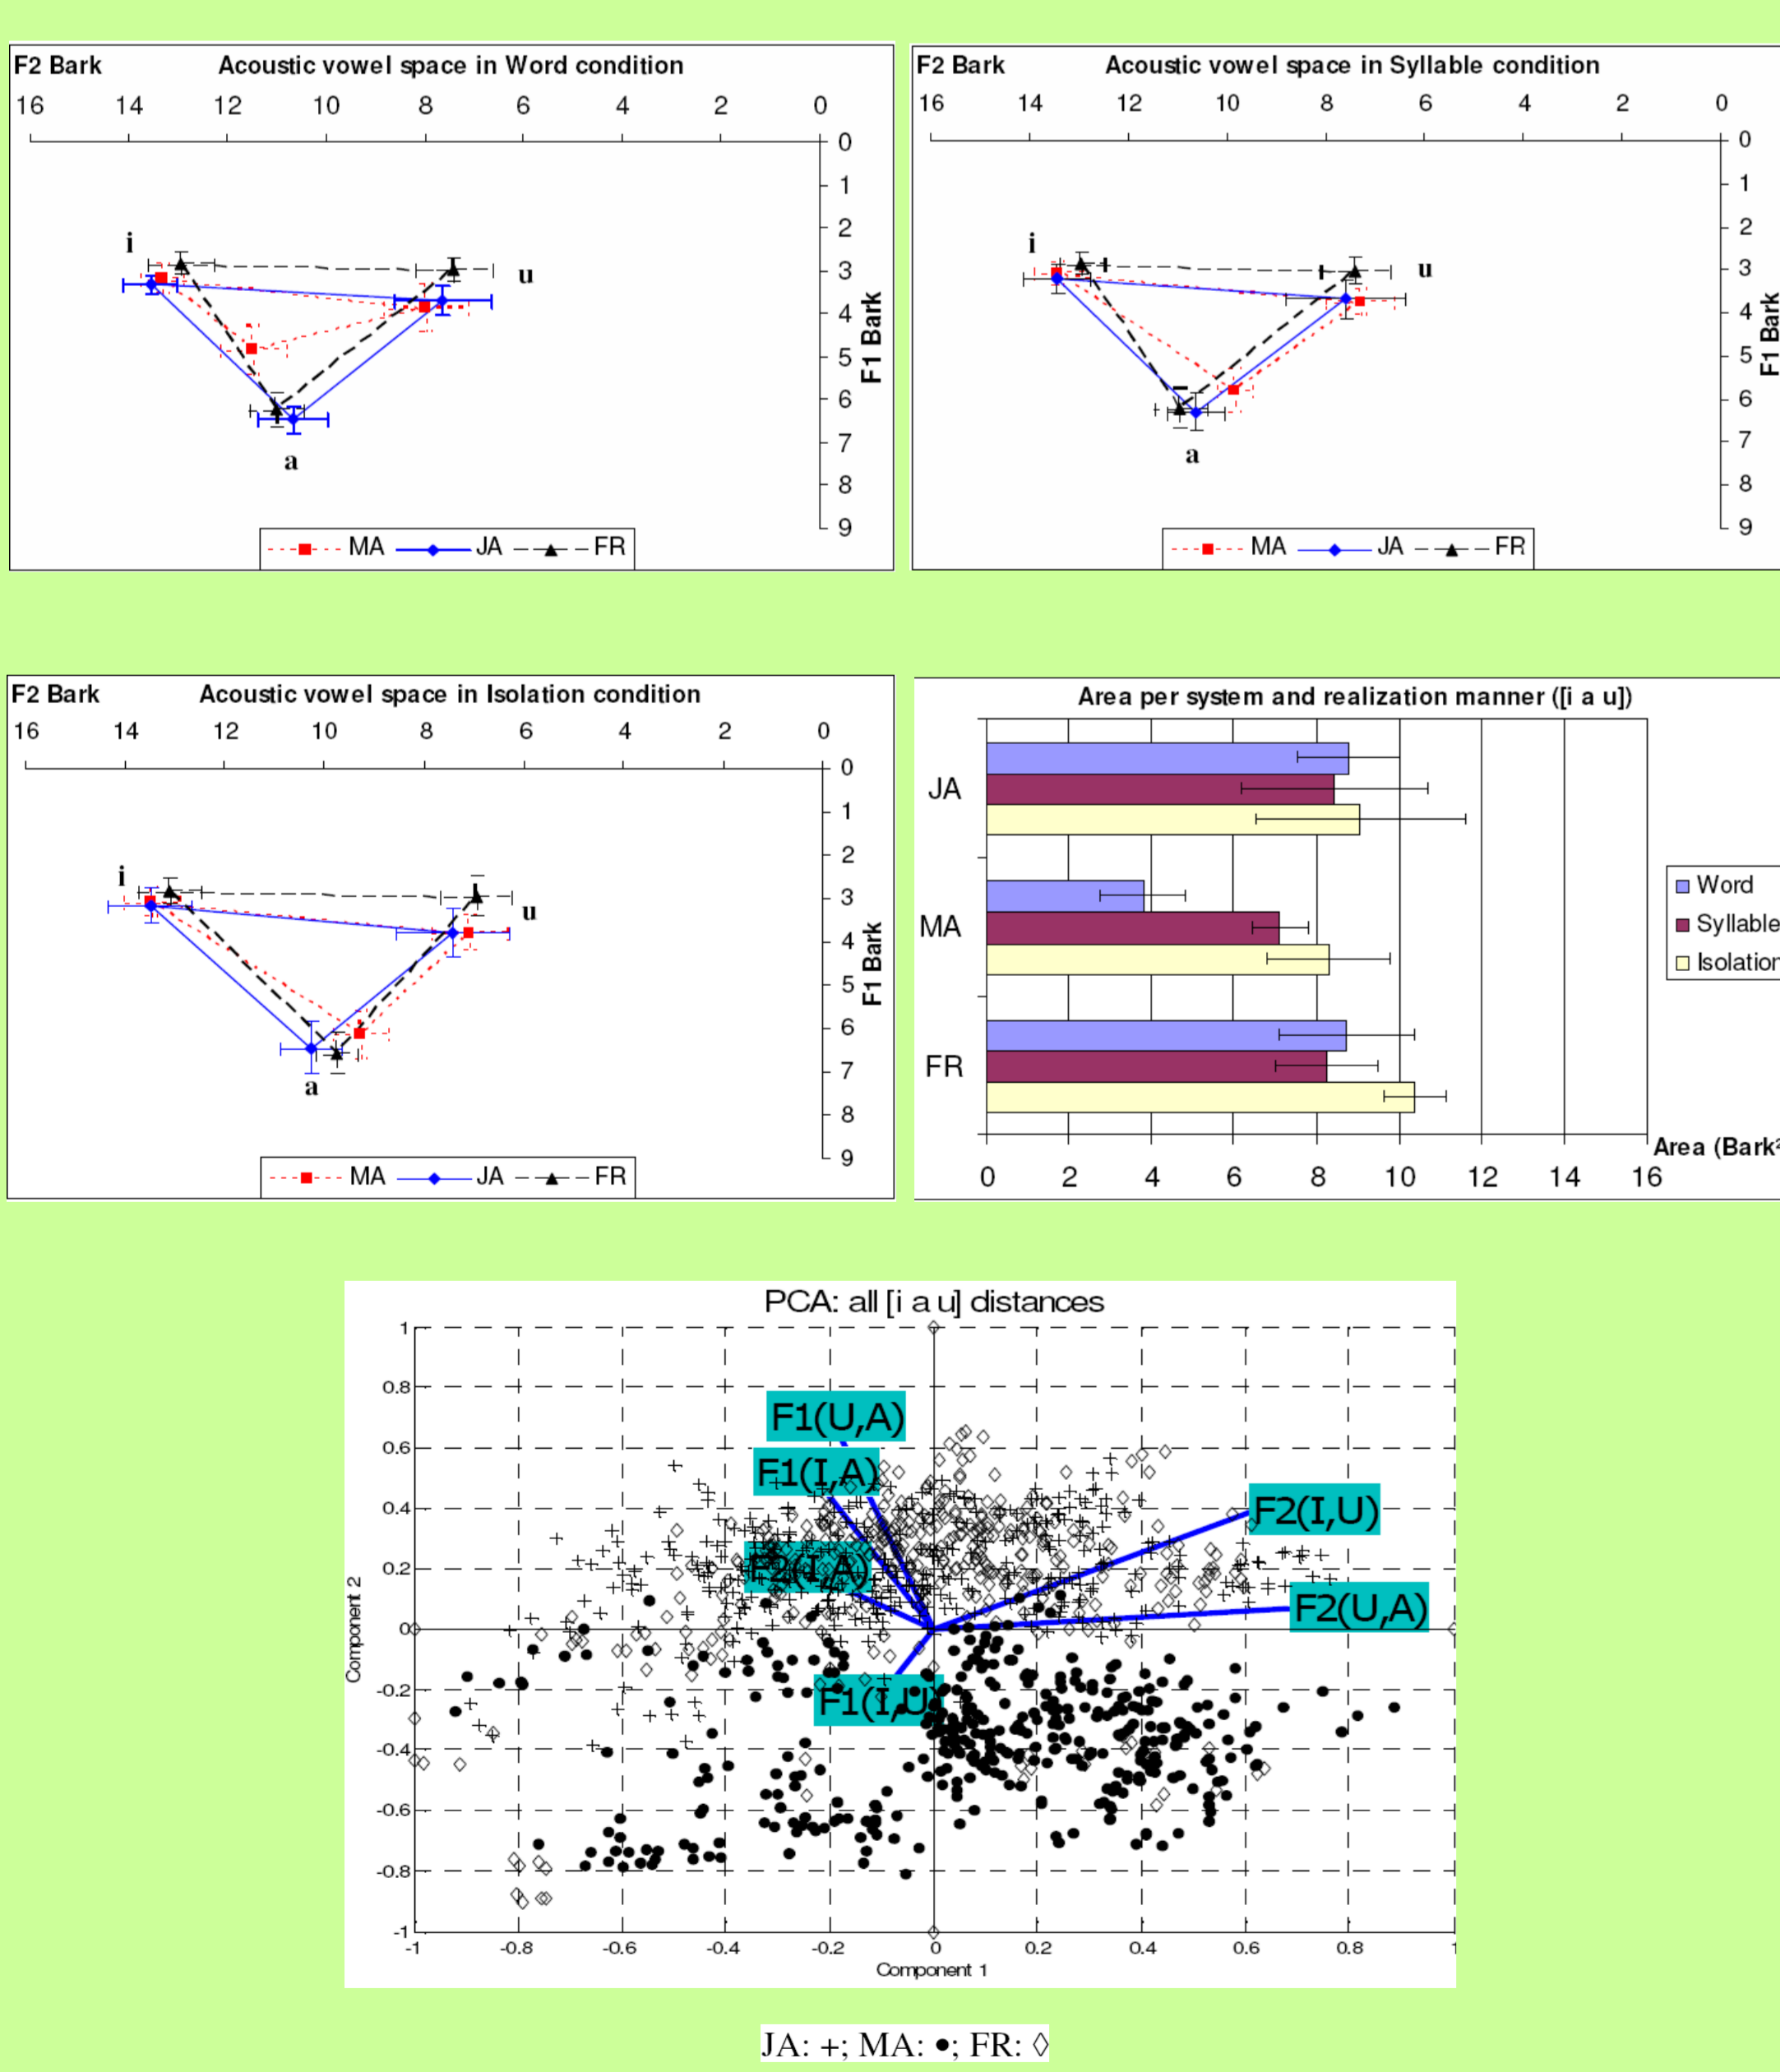 F2 Bark Acoustic vowel space in Word condition
16 14 12 10 8 6 4 2 0
0
1
2
3
4
5
6
7
8
9
F1 Bark
i
u
a
MA JA FR
F2 Bark Acoustic vowel space in Syllable condition
16 14 12 10 8 6 4 2 0
0
1
2
3
4
5
6
7
8
9
F1 Bark
i
u
a
MA JA FR
F2 Bark Acoustic vowel space in Isolation condition
16 14 12 10 8 6 4 2 0
0
1
2
3
4
5
6
7
8
9
F1 Bark
i
u
a
MA JA FR
Area per system and realization manner ([i a u])
JA
MA
FR
Word
Syllable
Isolation
Area (Bark²
0 2 4 6 8 10 12 14 16
PCA: all [i a u] distances
1
0.8
0.6
0.4
0.2
0
-0.2
-0.4
-0.6
-0.8
-1
Component 2
F1(U,A)
F1(I,A)
F2(I,U)
F2(I,A)
F2(U,A)
F1(I,U)
-1 -0.8 -0.6 -0.4 -0.2 0 0.2 0.4 0.6 0.8 1
Component 1
JA: +; MA: ●; FR: ◊